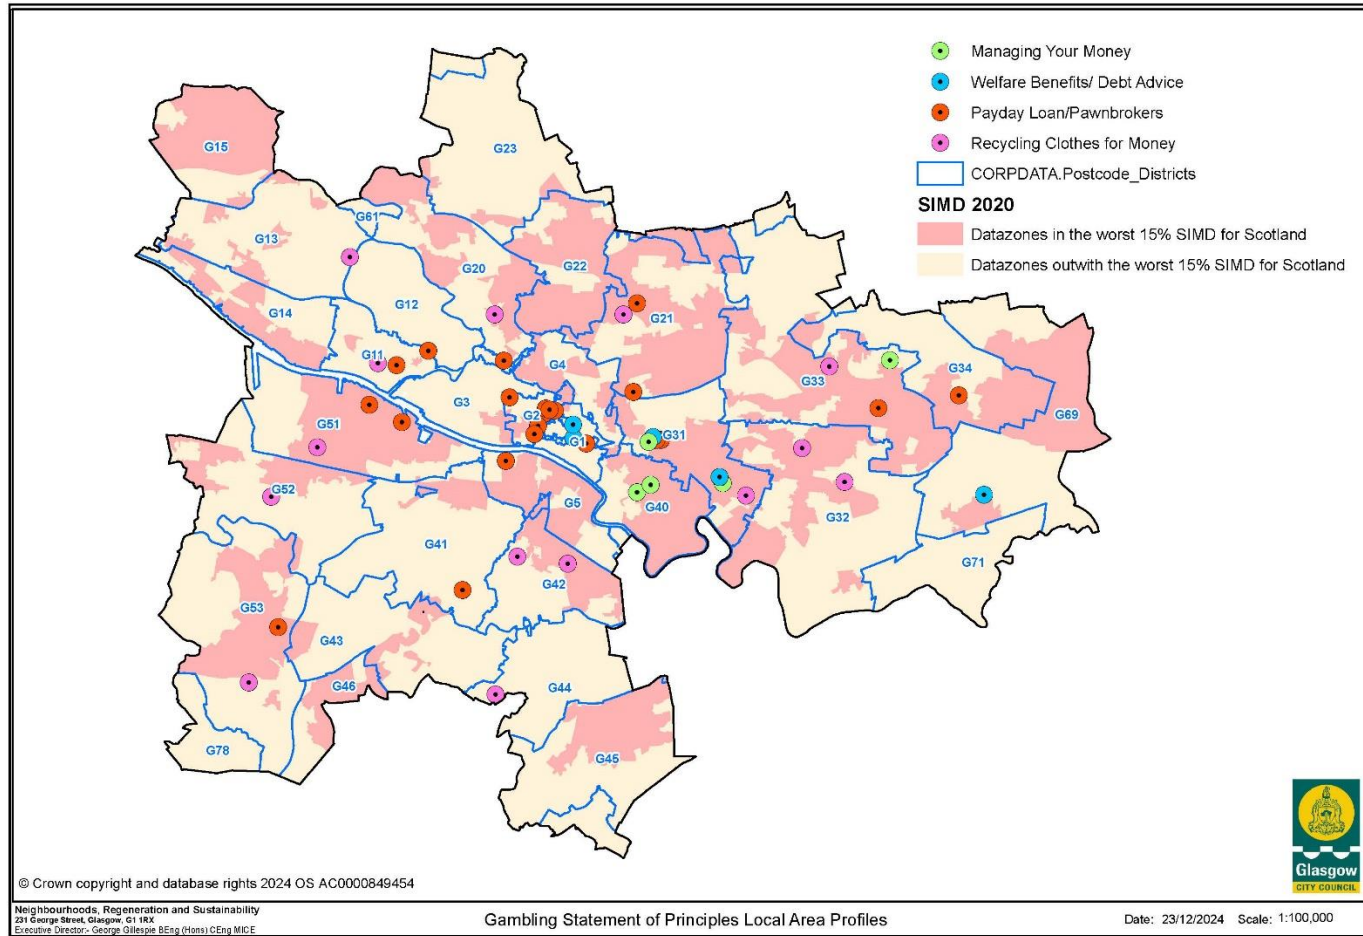 Managing Your Money
Welfare Benefits/ Debt Advice
Payday Loan/Pawnbrokers
Recycling Clothes for Money
CORPDATA.Postcode_Districts
SIMD 2020
Datazones in the worst 15% SIMD for Scotland
Datazones outwith the worst 15% SIMD for Scotland
G15
G23
G61
G13
G20
G22
G12
G14
G21
G11
G4
G33
G34
G3
G2
G69
G51
G1
G31
G52
G5
G40
G32
G41
G71
G42
G53
G43
G46
G44
G78
G45
© Crown copyright and database rights 2024 OS AC0000849454
Glasgow
CITY COUNCIL
Neighbourhoods, Regeneration and Sustainability
231 George Street, Glasgow, G1 1RX
Executive Director:- George Gillespie BEng (Hons) CEng MICE
Gambling Statement of Principles Local Area Profiles
Date: 23/12/2024 Scale: 1:100,000